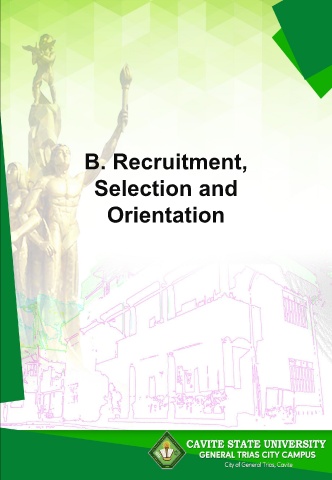 B. Recruitment,
Selection and
Orientation
CAVITE STATE UNIVERSITY
GENERAL TRIAS CITY CAMPUS
City of General Trias, Cavite